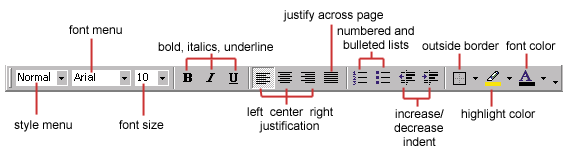 justify across page
font menu
numbered and
bulleted lists
bold, italics, underline
outside border
font color
Normal
Arial
10
B
I
U
A
left center right
justification
style menu
font size
increase/
decrease
indent
highlight color